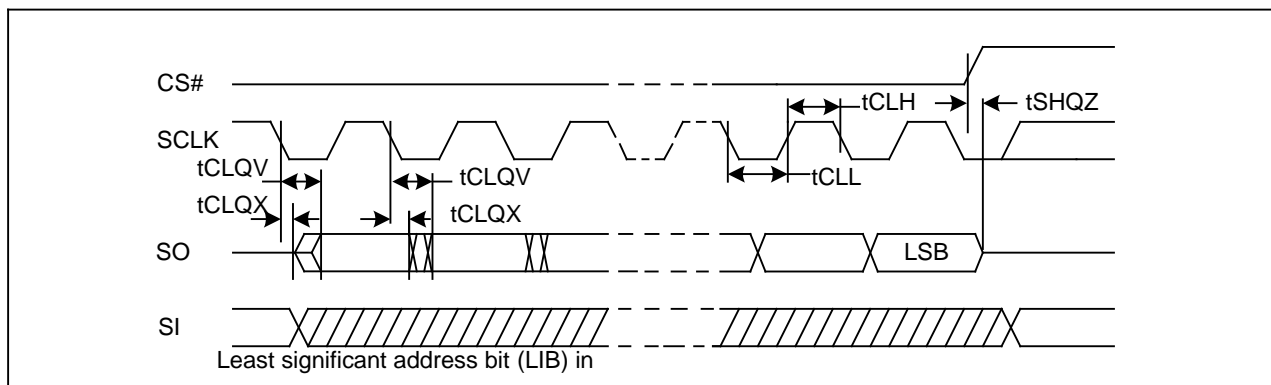 CS#
tCLH
tSHQZ
SCLK
tCLQV
tCLQV
tCLL
tCLQX
tCLQX
SO
LSB
SI
Least significant address bit (LIB) in